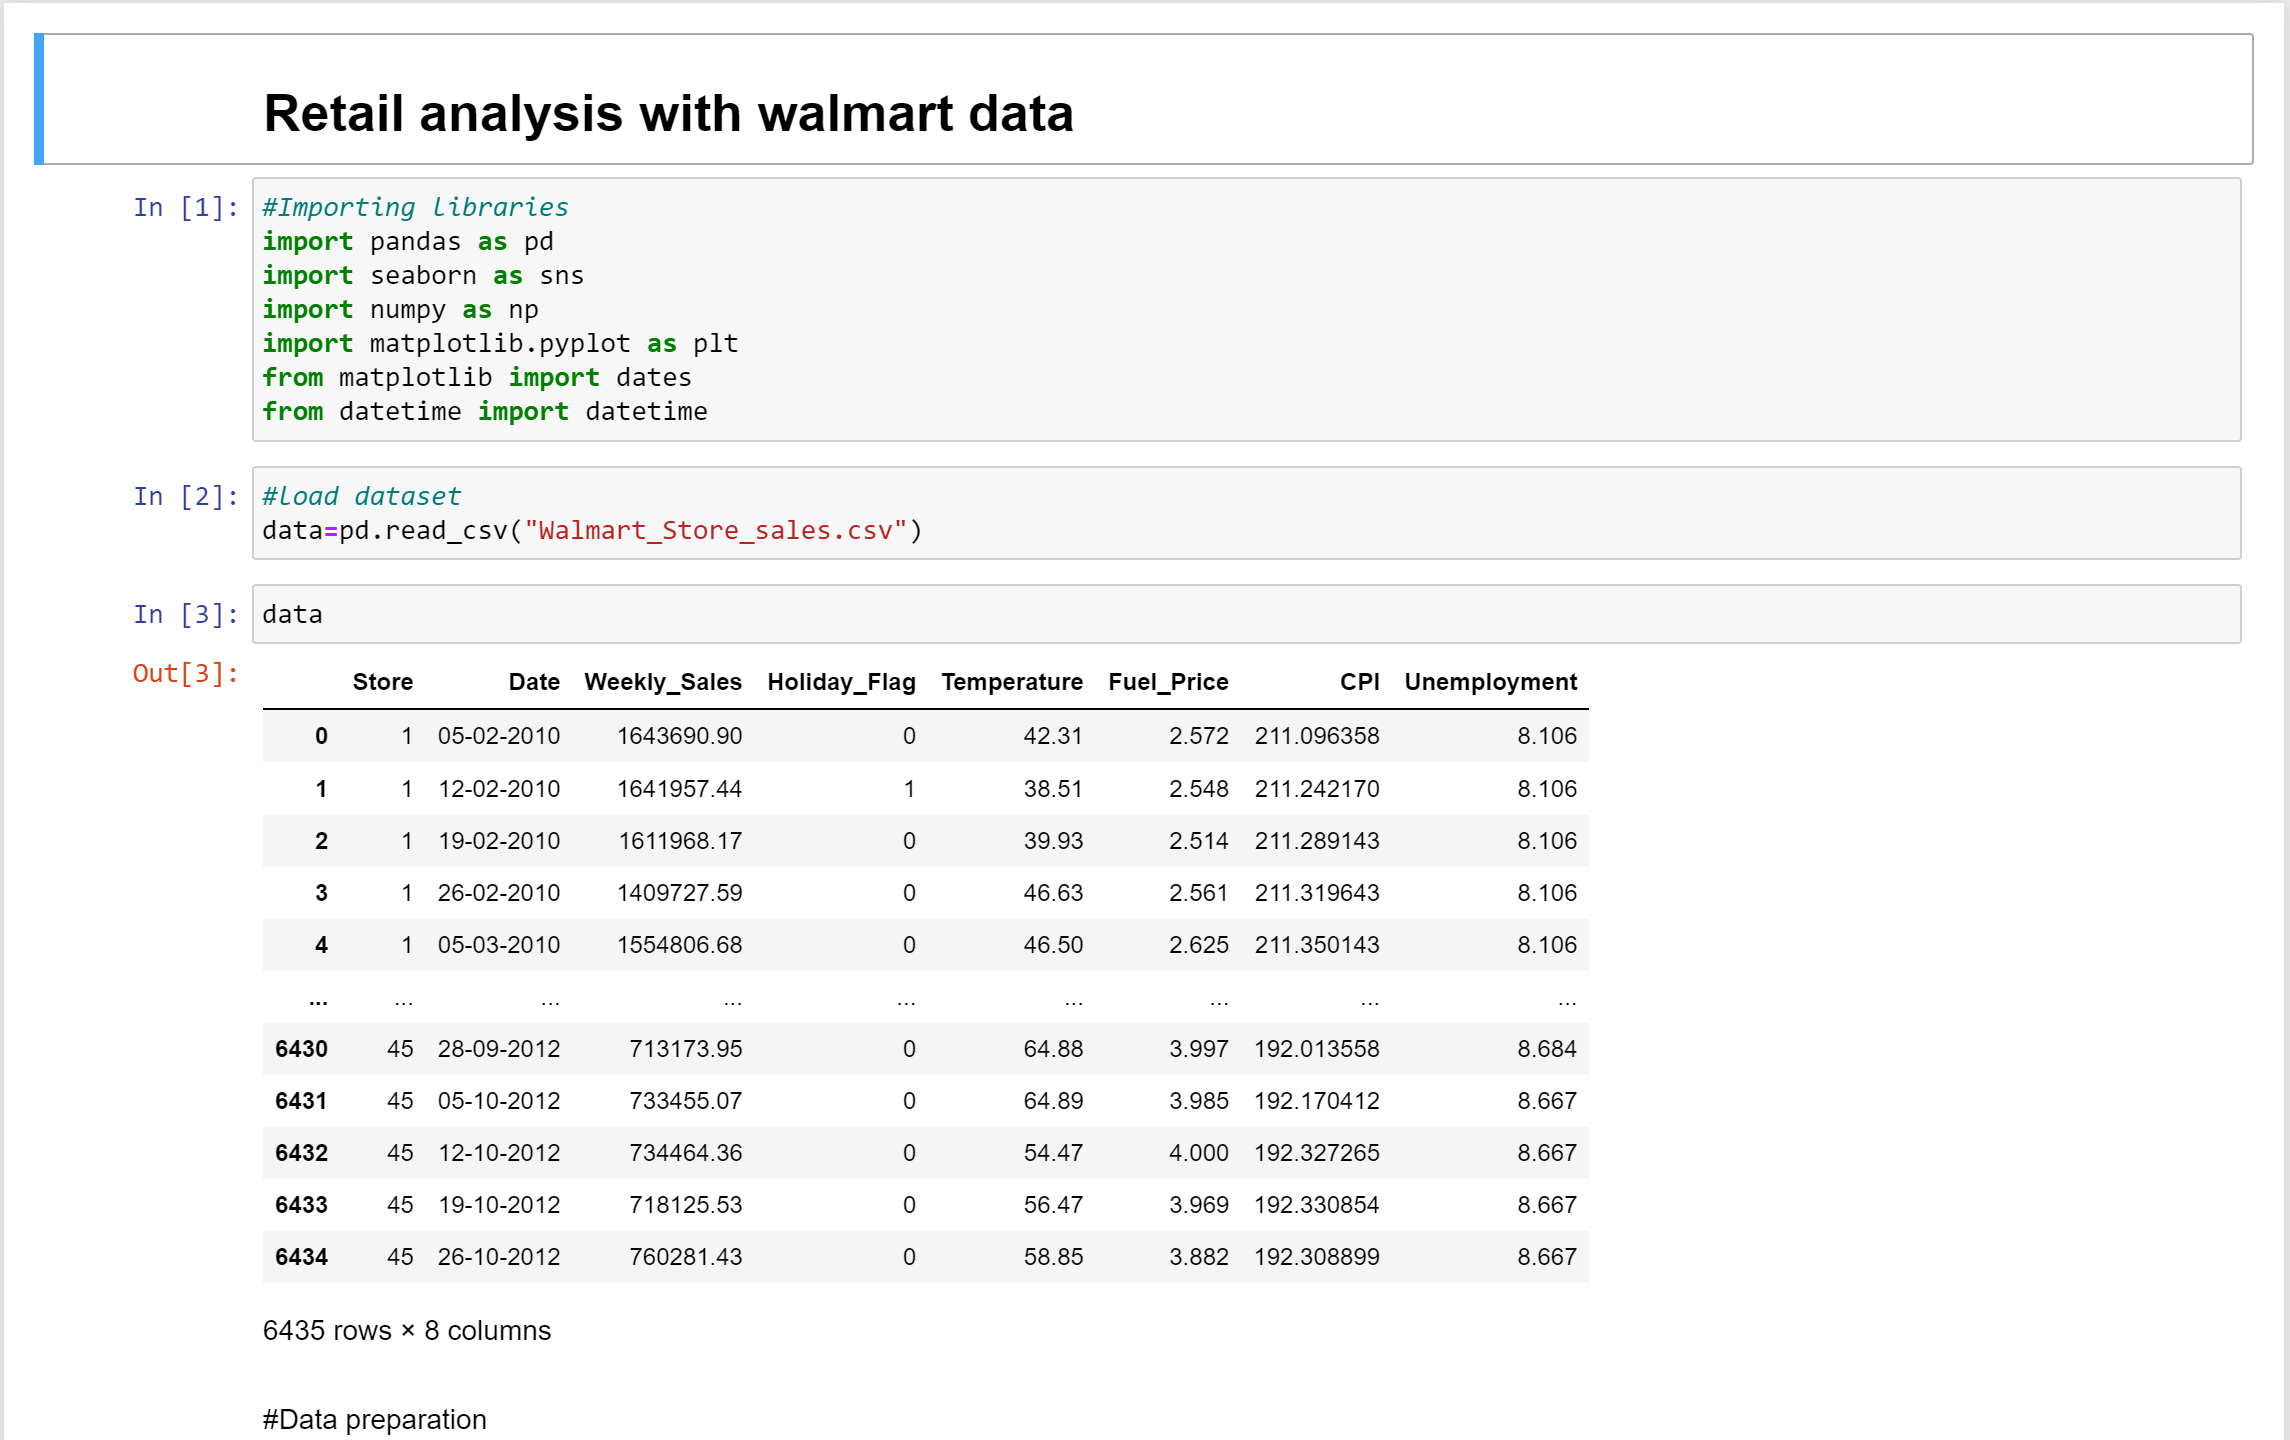 Retail analysis with walmart data
In [1]:
#Importing libraries
import pandas as pd
import seaborn as sns
import numpy as np
import matplotlib.pyplot as plt
from matplotlib import dates
from datetime import datetime
In [2]:
#load dataset
data=pd.read_csv("Walmart_Store_sales.csv")
In [3]:
data
Out[3]:
Store Date Weekly_Sales Holiday_Flag Temperature Fuel_Price CPI Unemployment
0 1 05-02-2010 1643690.90 0 42.31 2.572 211.096358 8.106
1 1 12-02-2010 1641957.44 1 38.51 2.548 211.242170 8.106
2 1 19-02-2010 1611968.17 0 39.93 2.514 211.289143 8.106
3 1 26-02-2010 1409727.59 0 46.63 2.561 211.319643 8.106
4 1 05-03-2010 1554806.68 0 46.50 2.625 211.350143 8.106
... ... ... ... ... ... ... ... ...
6430 45 28-09-2012 713173.95 0 64.88 3.997 192.013558 8.684
6431 45 05-10-2012 733455.07 0 64.89 3.985 192.170412 8.667
6432 45 12-10-2012 734464.36 0 54.47 4.000 192.327265 8.667
6433 45 19-10-2012 718125.53 0 56.47 3.969 192.330854 8.667
6434 45 26-10-2012 760281.43 0 58.85 3.882 192.308899 8.667
6435 rows × 8 columns
#Data preparation